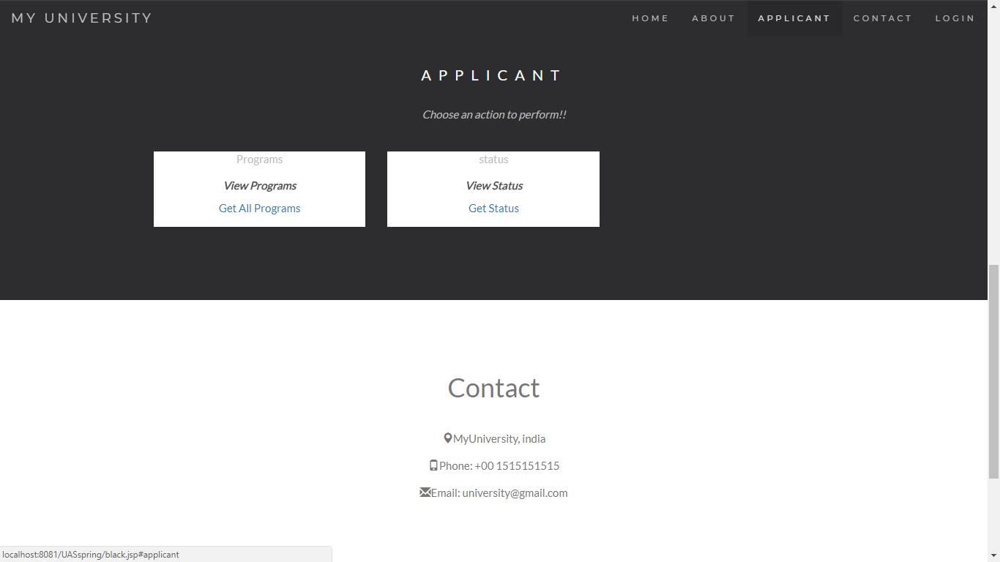 MY UNIVERSITY
HOME ABOUT APPLICANT CONTACT LOGIN
APPLICANT
Choose an action to perform!!
Programs
View Programs
Get All Programs
status
View Status
Get Status
Contact
MyUniversity, india
Phone: +00 1515151515
Email: university@gmail.com
localhost:8081/UASspring/black.jsp#applicant